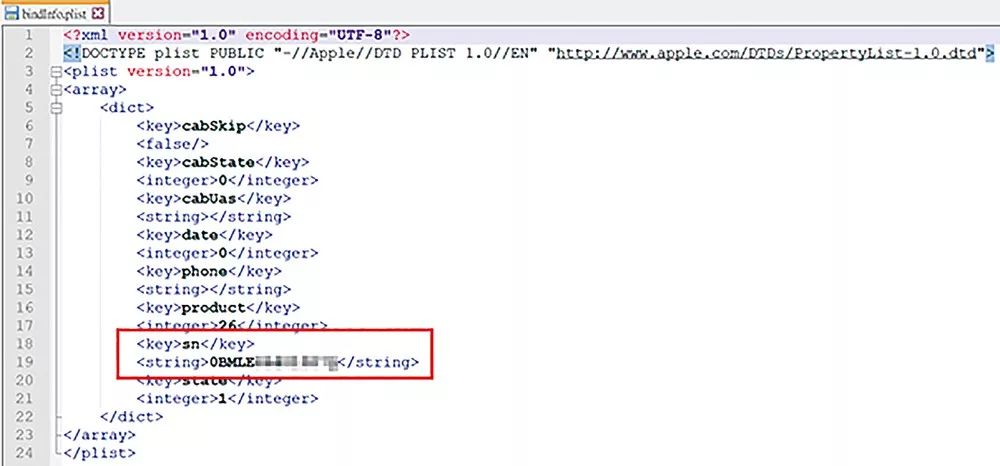 bindInfo.plist
1 <?xml version="1.0" encoding="UTF-8"?>
2 <!DOCTYPE plist PUBLIC "-//Apple//DTD PLIST 1.0//EN" "http://www.apple.com/DTDs/PropertyList-1.0.dtd">
3 <plist version="1.0">
4 <array>
5 <dict>
6 <key>cabSkip</key>
7 <false/>
8 <key>cabState</key>
9 <integer>0</integer>
10 <key>cabUas</key>
11 <string></string>
12 <key>date</key>
13 <integer>0</integer>
14 <key>phone</key>
15 <string></string>
16 <key>product</key>
17 <integer>26</integer>
18 <key>sn</key>
19 <string>0BMLE</string>
20 <key>state</key>
21 <integer>1</integer>
22 </dict>
23 </array>
24 </plist>